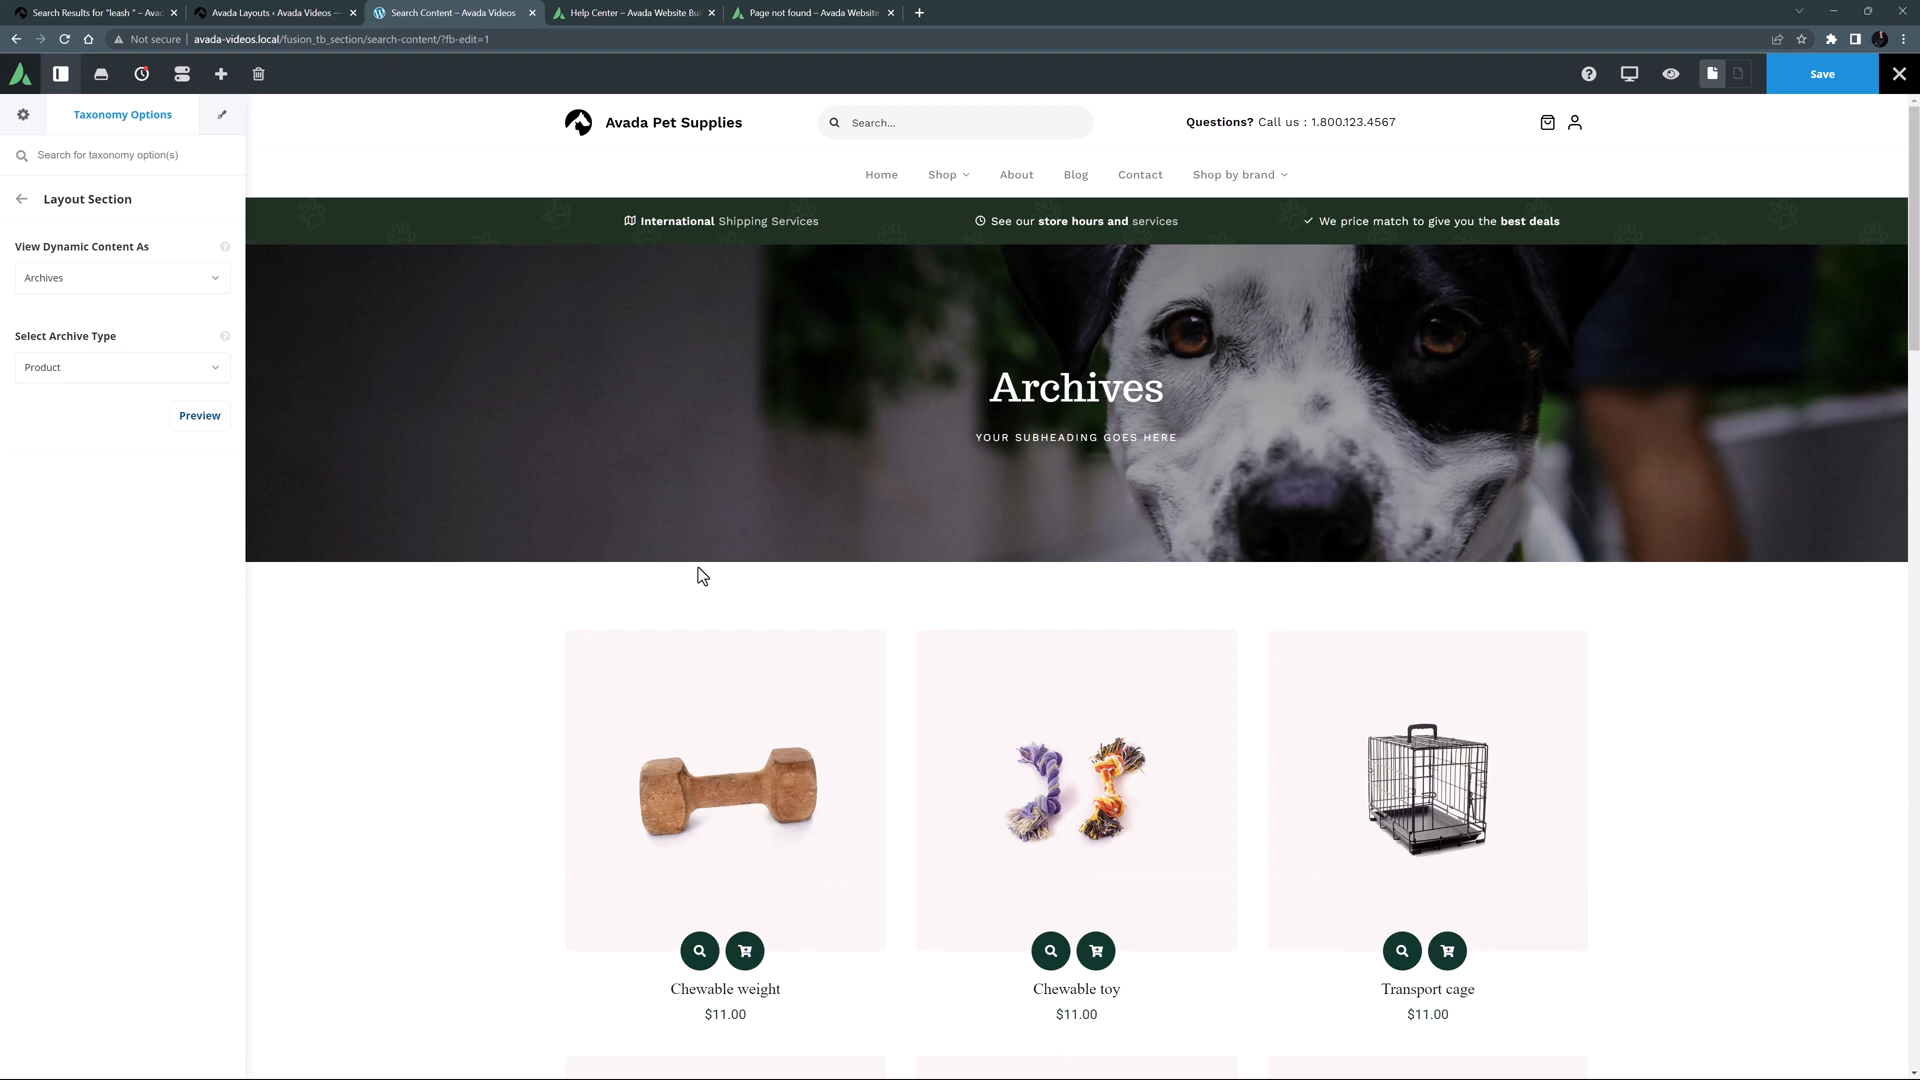 Search Results for "leash " – Ava
Avada Layouts ‹ Avada Videos —
Search Content – Avada Videos
Help Center – Avada Website Bu
Page not found – Avada Website
Not secure
avada-videos.local/fusion_tb_section/search-content/?fb-edit=1
Save
Taxonomy Options
Search for taxonomy option(s)
Layout Section
View Dynamic Content As
Archives
Select Archive Type
Product
Preview
Avada Pet Supplies
Search...
Questions? Call us : 1.800.123.4567
Home
Shop
About
Blog
Contact
Shop by brand
International Shipping Services
See our store hours and services
We price match to give you the best deals
Archives
YOUR SUBHEADING GOES HERE
Chewable weight
$11.00
Chewable toy
$11.00
Transport cage
$11.00